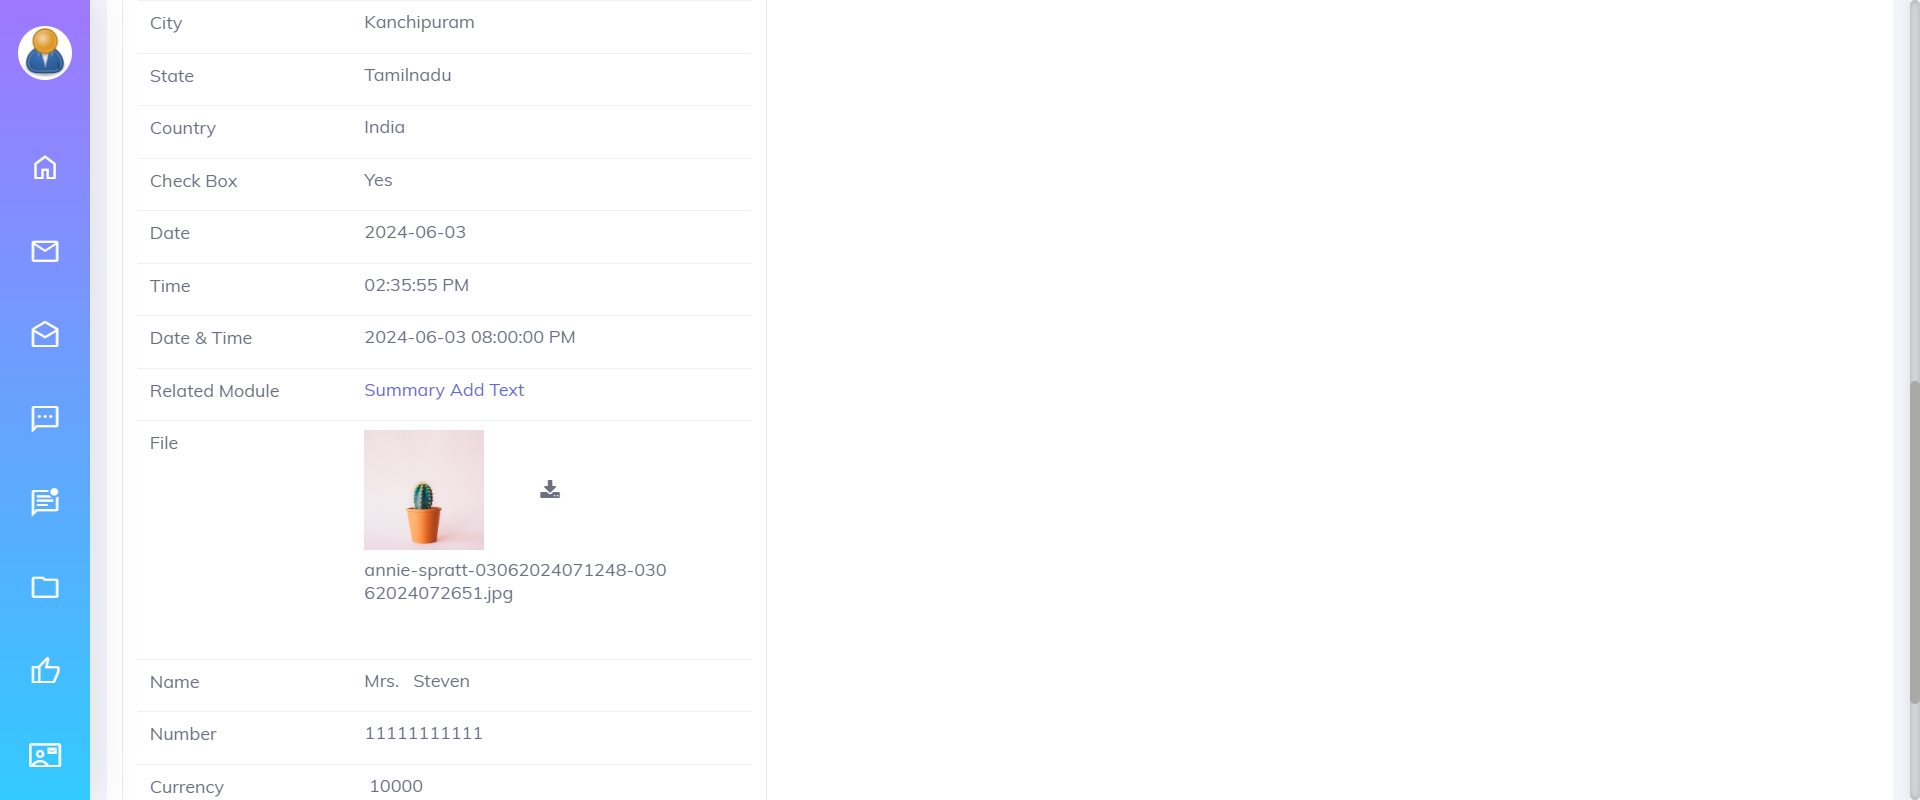 City Kanchipuram
State Tamilnadu
Country India
Check Box Yes
Date 2024-06-03
Time 02:35:55 PM
Date & Time 2024-06-03 08:00:00 PM
Related Module Summary Add Text
File
annie-spratt-03062024071248-030
62024072651.jpg
Name Mrs. Steven
Number 11111111111
Currency 10000